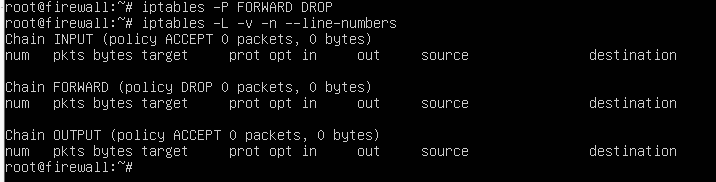 root@firewall:~# iptables -P FORWARD DROP
root@firewall:~# iptables -L -v -n --line-numbers
Chain INPUT (policy ACCEPT 0 packets, 0 bytes)
num   pkts bytes target     prot opt in     out     source               destination

Chain FORWARD (policy DROP 0 packets, 0 bytes)
num   pkts bytes target     prot opt in     out     source               destination

Chain OUTPUT (policy ACCEPT 0 packets, 0 bytes)
num   pkts bytes target     prot opt in     out     source               destination
root@firewall:~#